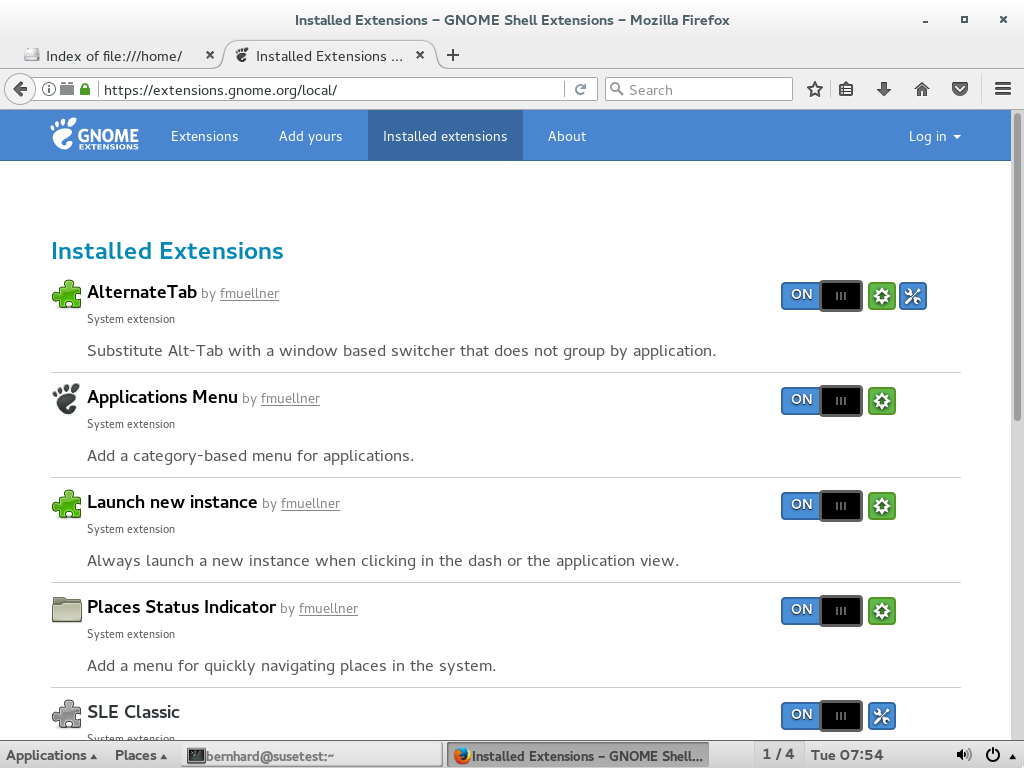 Installed Extensions – GNOME Shell Extensions – Mozilla Firefox
Index of file:///home/
Installed Extensions ...
https://extensions.gnome.org/local/
Search
GNOME EXTENSIONS
Extensions
Add yours
Installed extensions
About
Log in
Installed Extensions
AlternateTab by fmuellner
ON
System extension
Substitute Alt-Tab with a window based switcher that does not group by application.
Applications Menu by fmuellner
ON
System extension
Add a category-based menu for applications.
Launch new instance by fmuellner
ON
System extension
Always launch a new instance when clicking in the dash or the application view.
Places Status Indicator by fmuellner
ON
System extension
Add a menu for quickly navigating places in the system.
SLE Classic
ON
System extension
Applications
Places
bernhard@susetest:~
Installed Extensions – GNOME Shell...
1 / 4
Tue 07:54